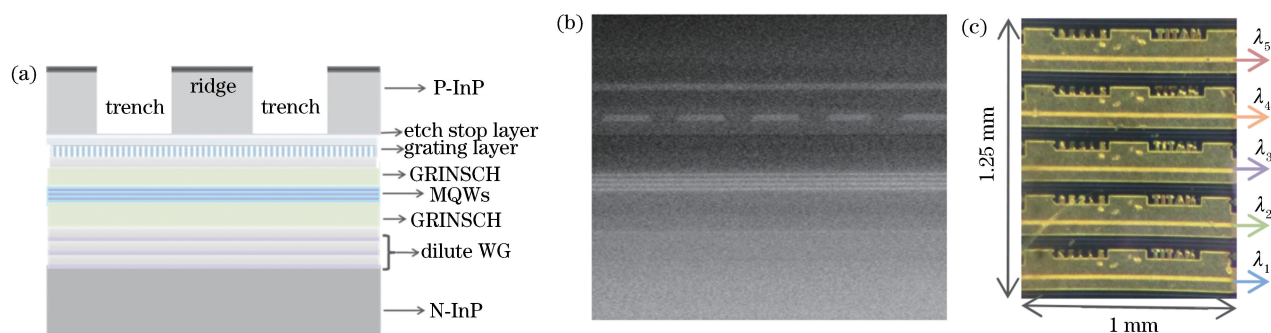 (a)
ridge
trench
trench
P-InP
etch stop layer
grating layer
GRINSCH
MQWs
GRINSCH
dilute WG
N-InP
(b)
(c)
1.25 mm
λ5
λ4
λ3
λ2
λ1
1 mm